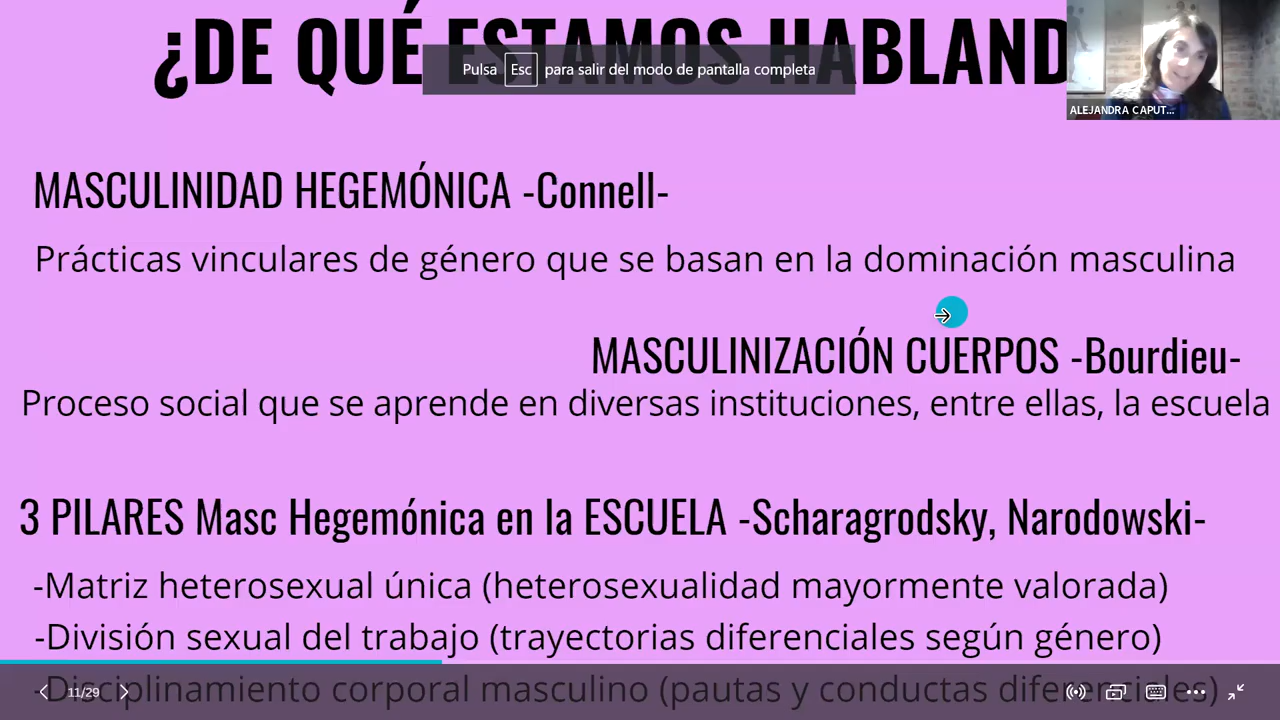 ¿DE QUÉ ESTAMOS HABLAND
Pulsa Esc para salir del modo de pantalla completa
ALEJANDRA CAPUT...
MASCULINIDAD HEGEMÓNICA -Connell-
Prácticas vinculares de género que se basan en la dominación masculina
MASCULINIZACIÓN CUERPOS -Bourdieu-
Proceso social que se aprende en diversas instituciones, entre ellas, la escuela
3 PILARES Masc Hegemónica en la ESCUELA -Scharagrodsky, Narodowski-
-Matriz heterosexual única (heterosexualidad mayormente valorada)
-División sexual del trabajo (trayectorias diferenciales según género)
-Disciplinamiento corporal masculino (pautas y conductas diferenciales)
11/29